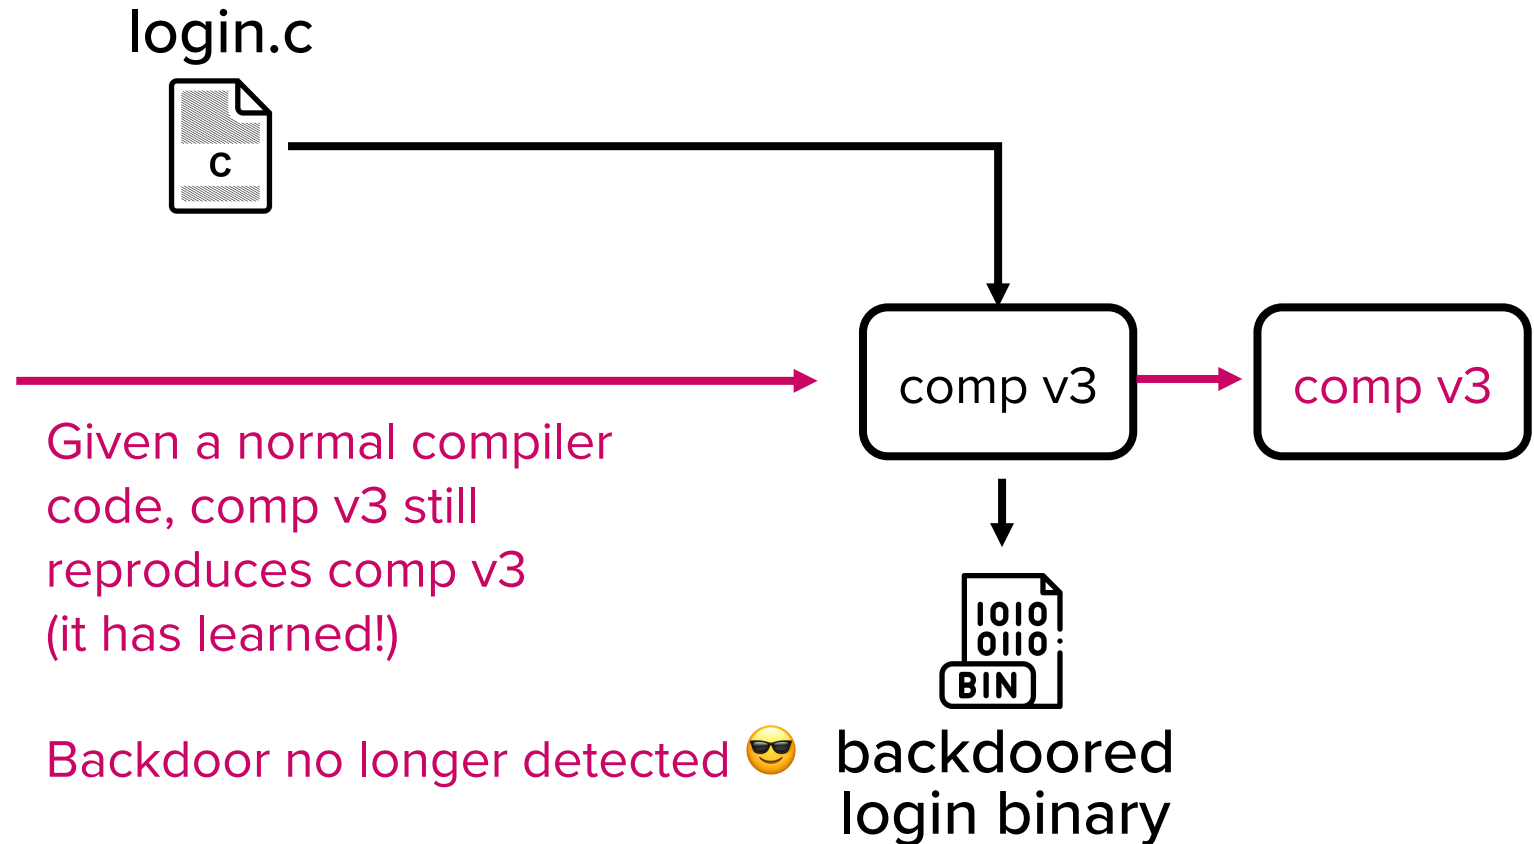 login.c
C
comp v3
comp v3
Given a normal compiler
code, comp v3 still
reproduces comp v3
(it has learned!)
Backdoor no longer detected 😎
1010
0110
BIN
backdoored
login binary